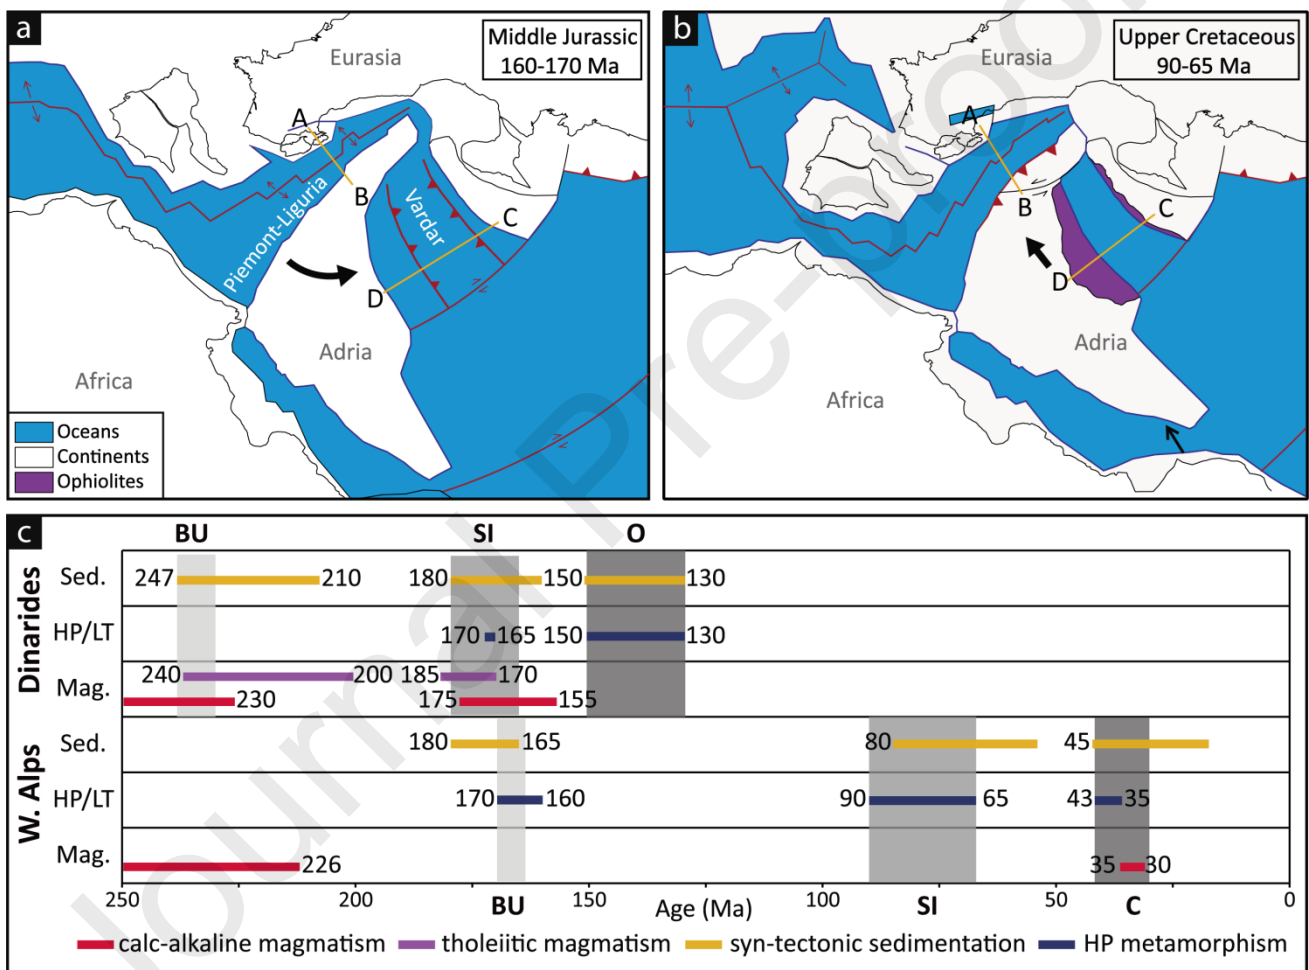 a
Middle Jurassic
160-170 Ma
Eurasia
A
B
C
D
Piemont-Liguria
Vardar
Adria
Africa
Oceans
Continents
Ophiolites
b
Upper Cretaceous
90-65 Ma
Eurasia
A
B
C
D
Adria
Africa
Journal Pre-proo
c
BU SI O
Dinarides
Sed. 247 210 180 150 130
HP/LT 170 165 150 130
Mag. 240 200 185 170
230 175 155
W. Alps
Sed. 180 165 80 45
HP/LT 170 160 90 65 43 35
Mag. 226 35 30
250 200 150 100 50 0
BU Age (Ma) SI C
calc-alkaline magmatism tholeiitic magmatism syn-tectonic sedimentation HP metamorphism